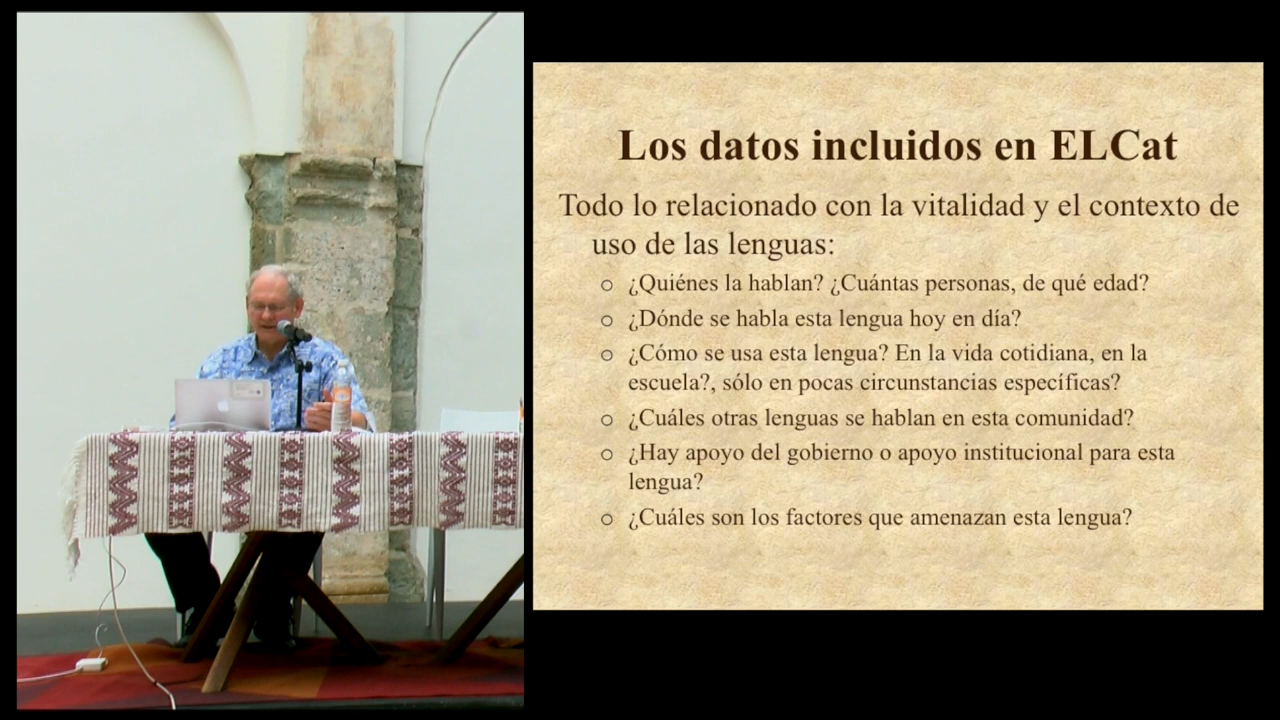 Los datos incluidos en ELCat
Todo lo relacionado con la vitalidad y el contexto de
uso de las lenguas:
○ ¿Quiénes la hablan? ¿Cuántas personas, de qué edad?
○ ¿Dónde se habla esta lengua hoy en día?
○ ¿Cómo se usa esta lengua? En la vida cotidiana, en la
escuela?, sólo en pocas circunstancias específicas?
○ ¿Cuáles otras lenguas se hablan en esta comunidad?
○ ¿Hay apoyo del gobierno o apoyo institucional para esta
lengua?
○ ¿Cuáles son los factores que amenazan esta lengua?